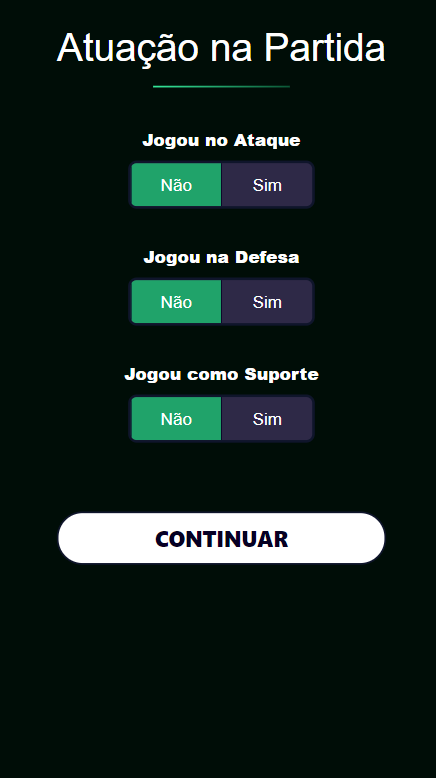 Atuação na Partida
Jogou no Ataque
Não Sim
Jogou na Defesa
Não Sim
Jogou como Suporte
Não Sim
CONTINUAR